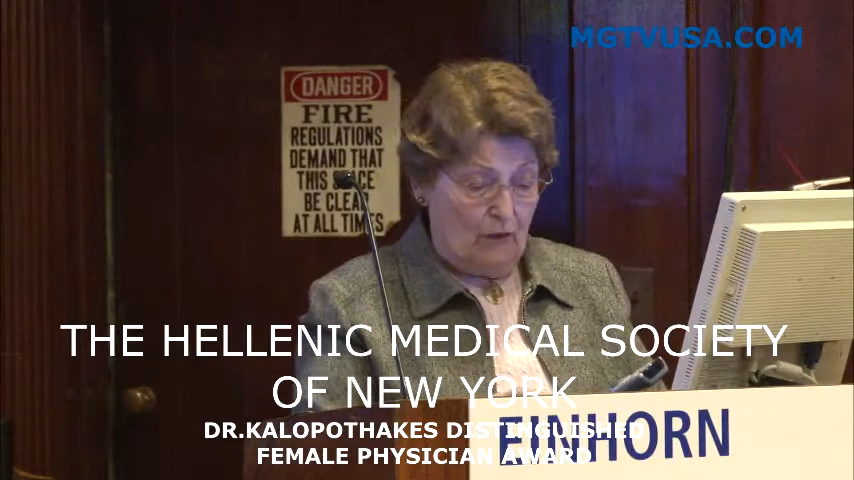 MGTVUSA.COM
DANGER
FIRE
REGULATIONS
DEMAND THAT
THIS SPACE
BE CLEAR
AT ALL TIMES
THE HELLENIC MEDICAL SOCIETY
OF NEW YORK
DR.KALOPOTHAKES DISTINGUISHED
FEMALE PHYSICIAN AWARD
EINHORN